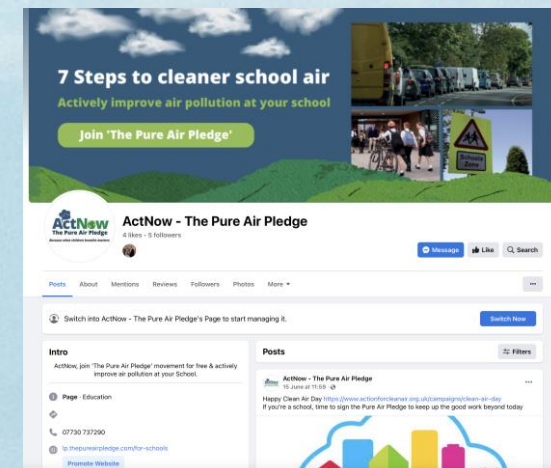 7 Steps to cleaner school air
Actively improve air pollution at your school
Join 'The Pure Air Pledge'
ActNow
The Pure Air Pledge
ActNow - The Pure Air Pledge
4 likes • 5 followers
Message
Like
Search
Posts
About
Mentions
Reviews
Followers
Photos
More
Switch into ActNow - The Pure Air Pledge's Page to start managing it.
Switch Now
Intro
ActNow, join 'The Pure Air Pledge' movement for free & actively
improve air pollution at your School.
Page · Education
07730 737290
lp.thepureairpledge.com/for-schools
Promote Website
Posts
Filters
ActNow - The Pure Air Pledge
15 June at 11:59
Happy Clean Air Day https://www.actionforcleanair.org.uk/campaigns/clean-air-day
If you're a school, time to sign the Pure Air Pledge to keep up the good work beyond today